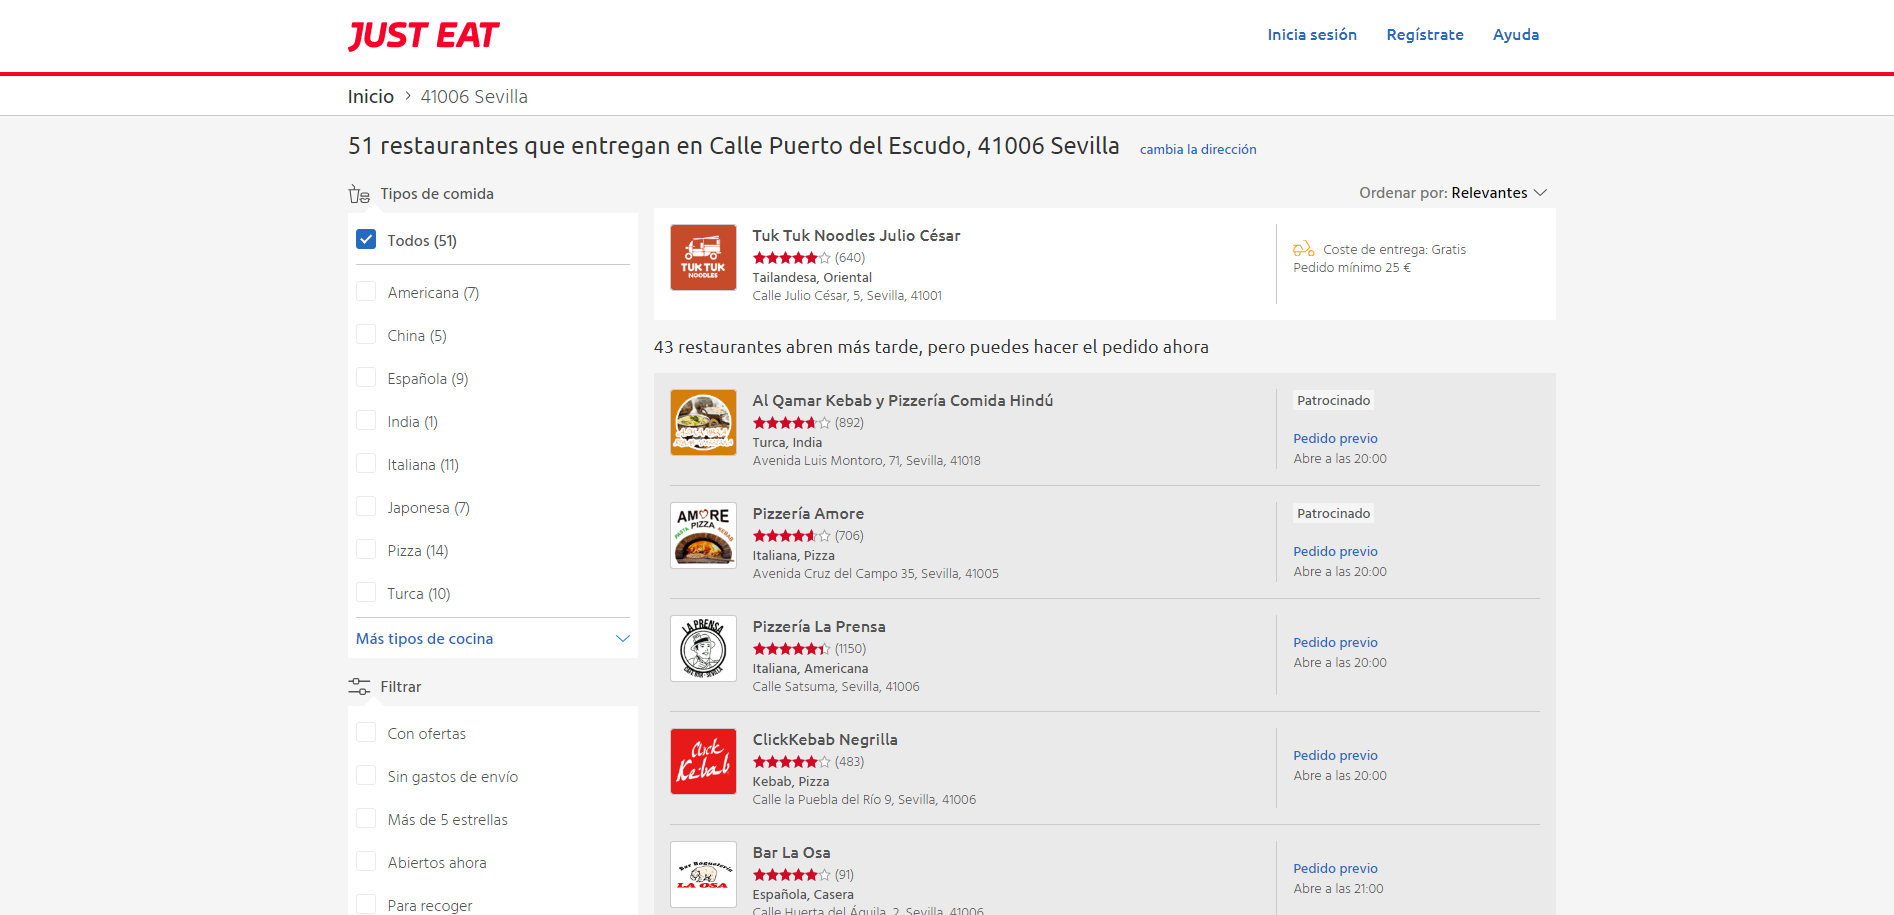 JUST EAT
Inicia sesión Regístrate Ayuda
Inicio > 41006 Sevilla
51 restaurantes que entregan en Calle Puerto del Escudo, 41006 Sevilla cambia la dirección
Tipos de comida
Todos (51)
Americana (7)
China (5)
Española (9)
India (1)
Italiana (11)
Japonesa (7)
Pizza (14)
Turca (10)
Más tipos de cocina
Filtrar
Con ofertas
Sin gastos de envío
Más de 5 estrellas
Abiertos ahora
Para recoger
Ordenar por: Relevantes
TUK TUK
NOODLES
Tuk Tuk Noodles Julio César
(640)
Tailandesa, Oriental
Calle Julio César, 5, Sevilla, 41001
Coste de entrega: Gratis
Pedido mínimo 25 €
43 restaurantes abren más tarde, pero puedes hacer el pedido ahora
Al Qamar Kebab y Pizzería Comida Hindú
(892)
Turca, India
Avenida Luis Montoro, 71, Sevilla, 41018
Patrocinado
Pedido previo
Abre a las 20:00
AMORE
PASTA PIZZA KEBAB
Pizzería Amore
(706)
Italiana, Pizza
Avenida Cruz del Campo 35, Sevilla, 41005
Patrocinado
Pedido previo
Abre a las 20:00
LA PRENSA
Pizzería La Prensa
(1150)
Italiana, Americana
Calle Satsuma, Sevilla, 41006
Pedido previo
Abre a las 20:00
Click
Kebab
ClickKebab Negrilla
(483)
Kebab, Pizza
Calle la Puebla del Río 9, Sevilla, 41006
Pedido previo
Abre a las 20:00
LA OSA
Bar La Osa
(91)
Española, Casera
Calle Huerta del Águila, 2, Sevilla, 41006
Pedido previo
Abre a las 21:00